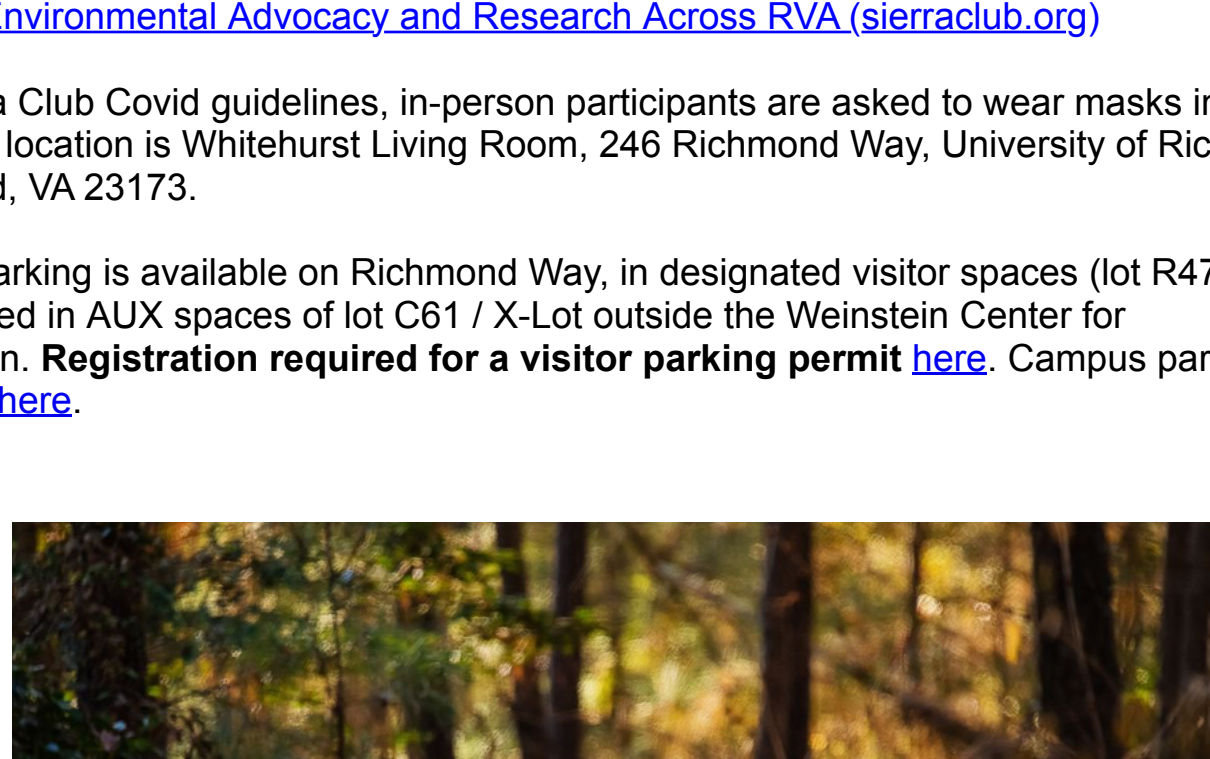 Environmental Advocacy and Research Across RVA (sierraclub.org)
a Club Covid guidelines, in-person participants are asked to wear masks in
location is Whitehurst Living Room, 246 Richmond Way, University of Ric
d, VA 23173.
arking is available on Richmond Way, in designated visitor spaces (lot R47
ed in AUX spaces of lot C61 / X-Lot outside the Weinstein Center for
n. Registration required for a visitor parking permit here. Campus par
here.